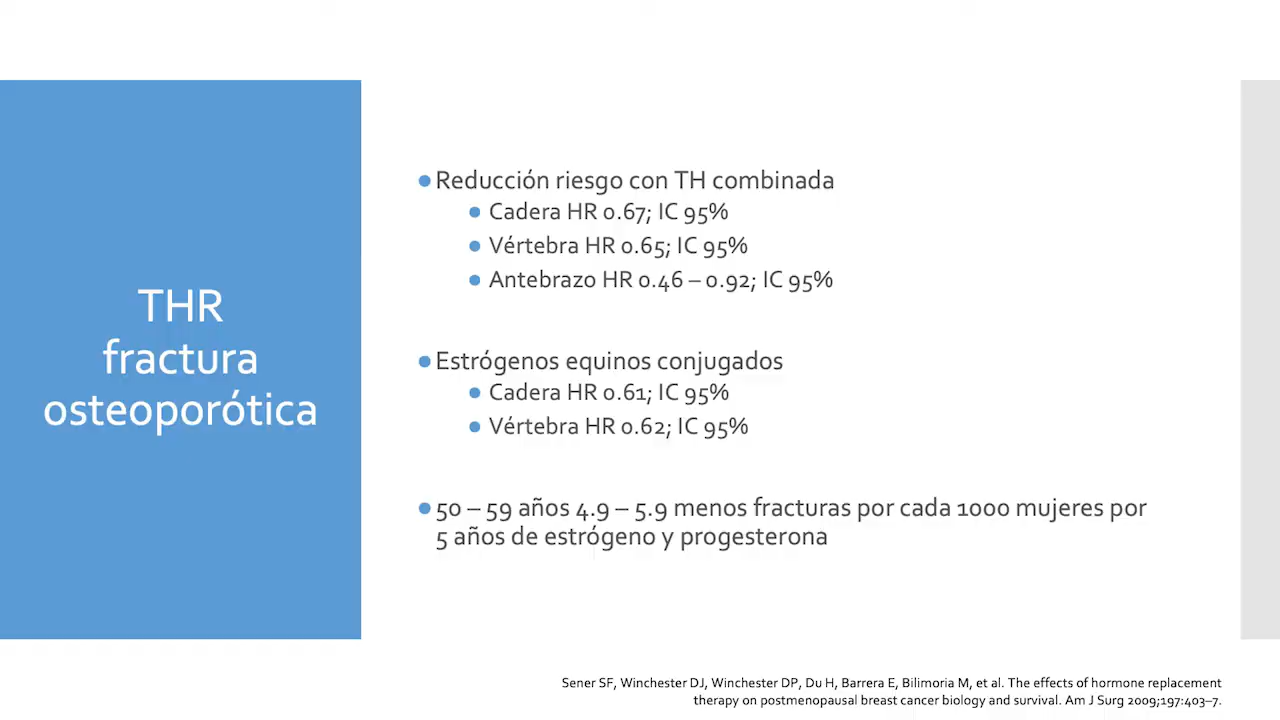 THR
fractura
osteoporótica
●Reducción riesgo con TH combinada
● Cadera HR 0.67; IC 95%
● Vértebra HR 0.65; IC 95%
● Antebrazo HR 0.46 – 0.92; IC 95%
●Estrógenos equinos conjugados
● Cadera HR 0.61; IC 95%
● Vértebra HR 0.62; IC 95%
●50 – 59 años 4.9 – 5.9 menos fracturas por cada 1000 mujeres por
5 años de estrógeno y progesterona
Sener SF, Winchester DJ, Winchester DP, Du H, Barrera E, Bilimoria M, et al. The effects of hormone replacement
therapy on postmenopausal breast cancer biology and survival. Am J Surg 2009;197:403–7.